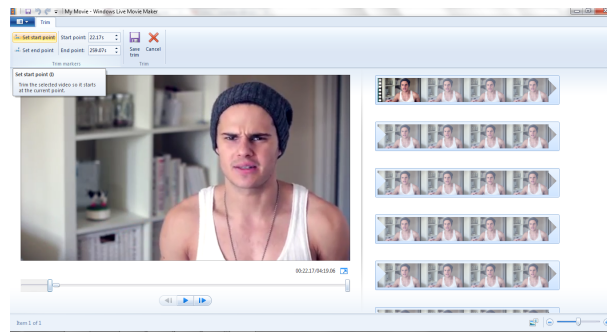 My Movie - Windows Live Movie Maker
Trim
Set start point Start point: 22.17s
Set end point End point: 259.07s
Save trim
Cancel
Trim markers
Trim
Set start point (I)
Trim the selected video so it starts
at the current point.
00:22.17/04:19.06
Item 1 of 1